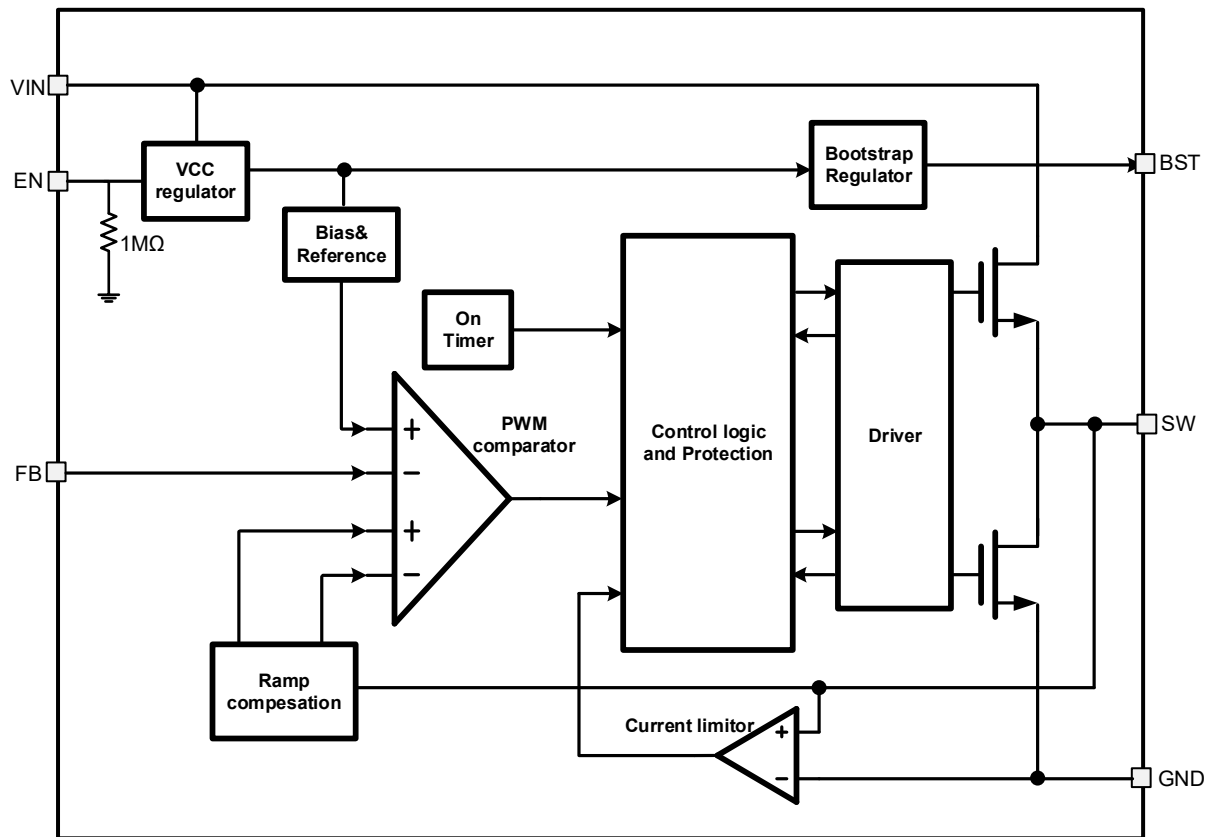 VIN
EN
1MΩ
VCC
regulator
Bias&
Reference
Bootstrap
Regulator
BST
On
Timer
PWM
comparator
+
−
+
−
FB
Control logic
and Protection
Driver
SW
Ramp
compesation
Current limitor
+
−
GND